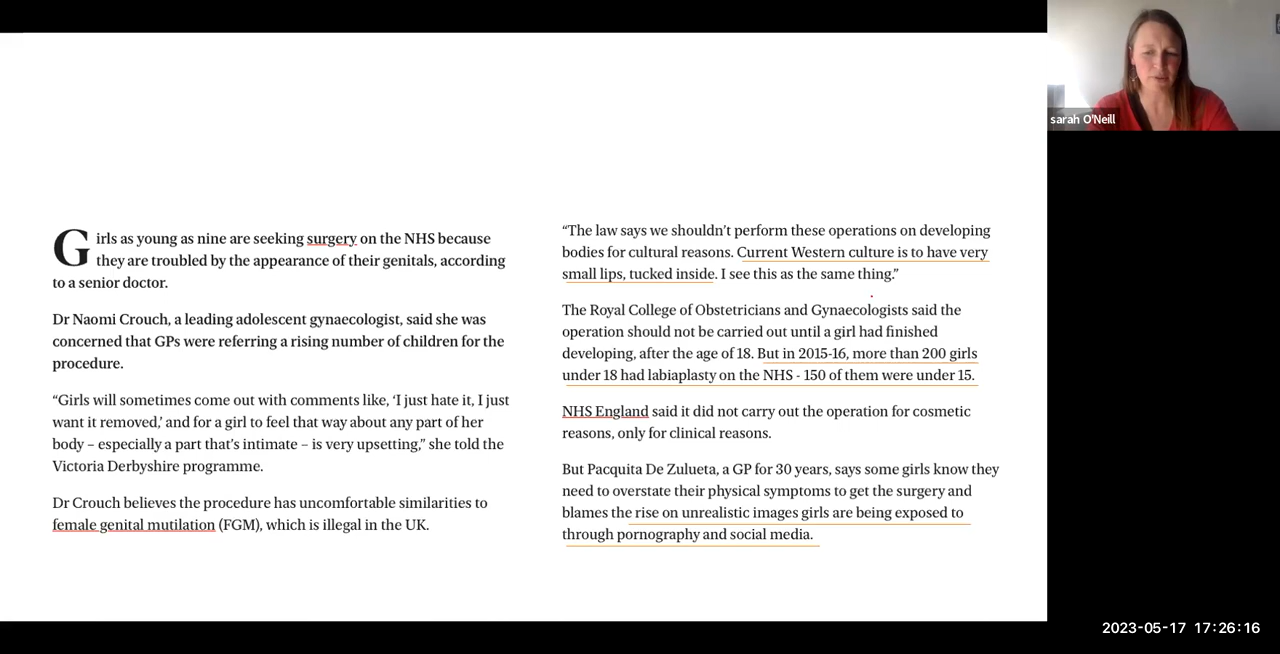 Girls as young as nine are seeking surgery on the NHS because
they are troubled by the appearance of their genitals, according
to a senior doctor.
Dr Naomi Crouch, a leading adolescent gynaecologist, said she was
concerned that GPs were referring a rising number of children for the
procedure.
“Girls will sometimes come out with comments like, ‘I just hate it, I just
want it removed,’ and for a girl to feel that way about any part of her
body – especially a part that’s intimate – is very upsetting,” she told the
Victoria Derbyshire programme.
Dr Crouch believes the procedure has uncomfortable similarities to
female genital mutilation (FGM), which is illegal in the UK.
“The law says we shouldn’t perform these operations on developing
bodies for cultural reasons. Current Western culture is to have very
small lips, tucked inside. I see this as the same thing.”
The Royal College of Obstetricians and Gynaecologists said the
operation should not be carried out until a girl had finished
developing, after the age of 18. But in 2015-16, more than 200 girls
under 18 had labiaplasty on the NHS - 150 of them were under 15.
NHS England said it did not carry out the operation for cosmetic
reasons, only for clinical reasons.
But Pacquita De Zulueta, a GP for 30 years, says some girls know they
need to overstate their physical symptoms to get the surgery and
blames the rise on unrealistic images girls are being exposed to
through pornography and social media.
sarah O'Neill
2023-05-17 17:26:16